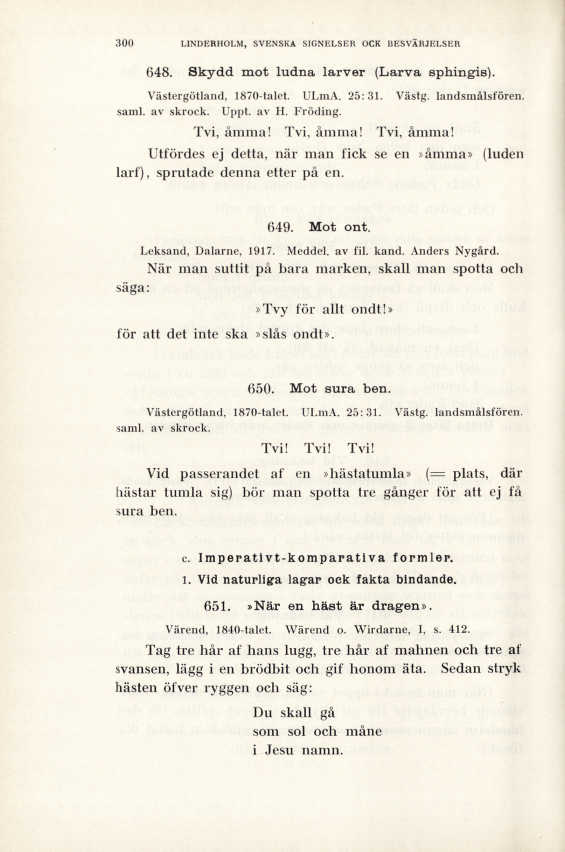 300 LINDERHOLM, SVENSKA SIGNELSER OCK BESVÄRJELSER
648. Skydd mot ludna larver (Larva sphingis).
Västergötland, 1870-talet. ULmA. 25: 31. Västg. landsmålsfören.
saml. av skrock. Uppt. av H. Fröding.
Tvi, åmma! Tvi, åmma! Tvi, åmma!
Utfördes ej detta, när man fick se en »åmma» (luden
larf), sprutade denna etter på en.
649. Mot ont.
Leksand, Dalarne, 1917. Meddel. av fil. kand. Anders Nygård.
När man suttit på bara marken, skall man spotta och
säga:
»Tvy för allt ondt!»
för att det inte ska »slås ondt».
650. Mot sura ben.
Västergötland, 1870-talet. ULmA. 25: 31. Västg. landsmålsfören.
saml. av skrock.
Tvi! Tvi! Tvi!
Vid passerandet af en »hästatumla» (= plats, där
hästar tumla sig) bör man spotta tre gånger för att ej få
sura ben.
c. Imperativt-komparativa formler.
1. Vid naturliga lagar ock fakta bindande.
651. »När en häst är dragen».
Värend, 1840-talet. Wärend o. Wirdarne, I, s. 412.
Tag tre hår af hans lugg, tre hår af mahnen och tre af
svansen, lägg i en brödbit och gif honom äta. Sedan stryk
hästen öfver ryggen och säg:
Du skall gå
som sol och måne
i Jesu namn.